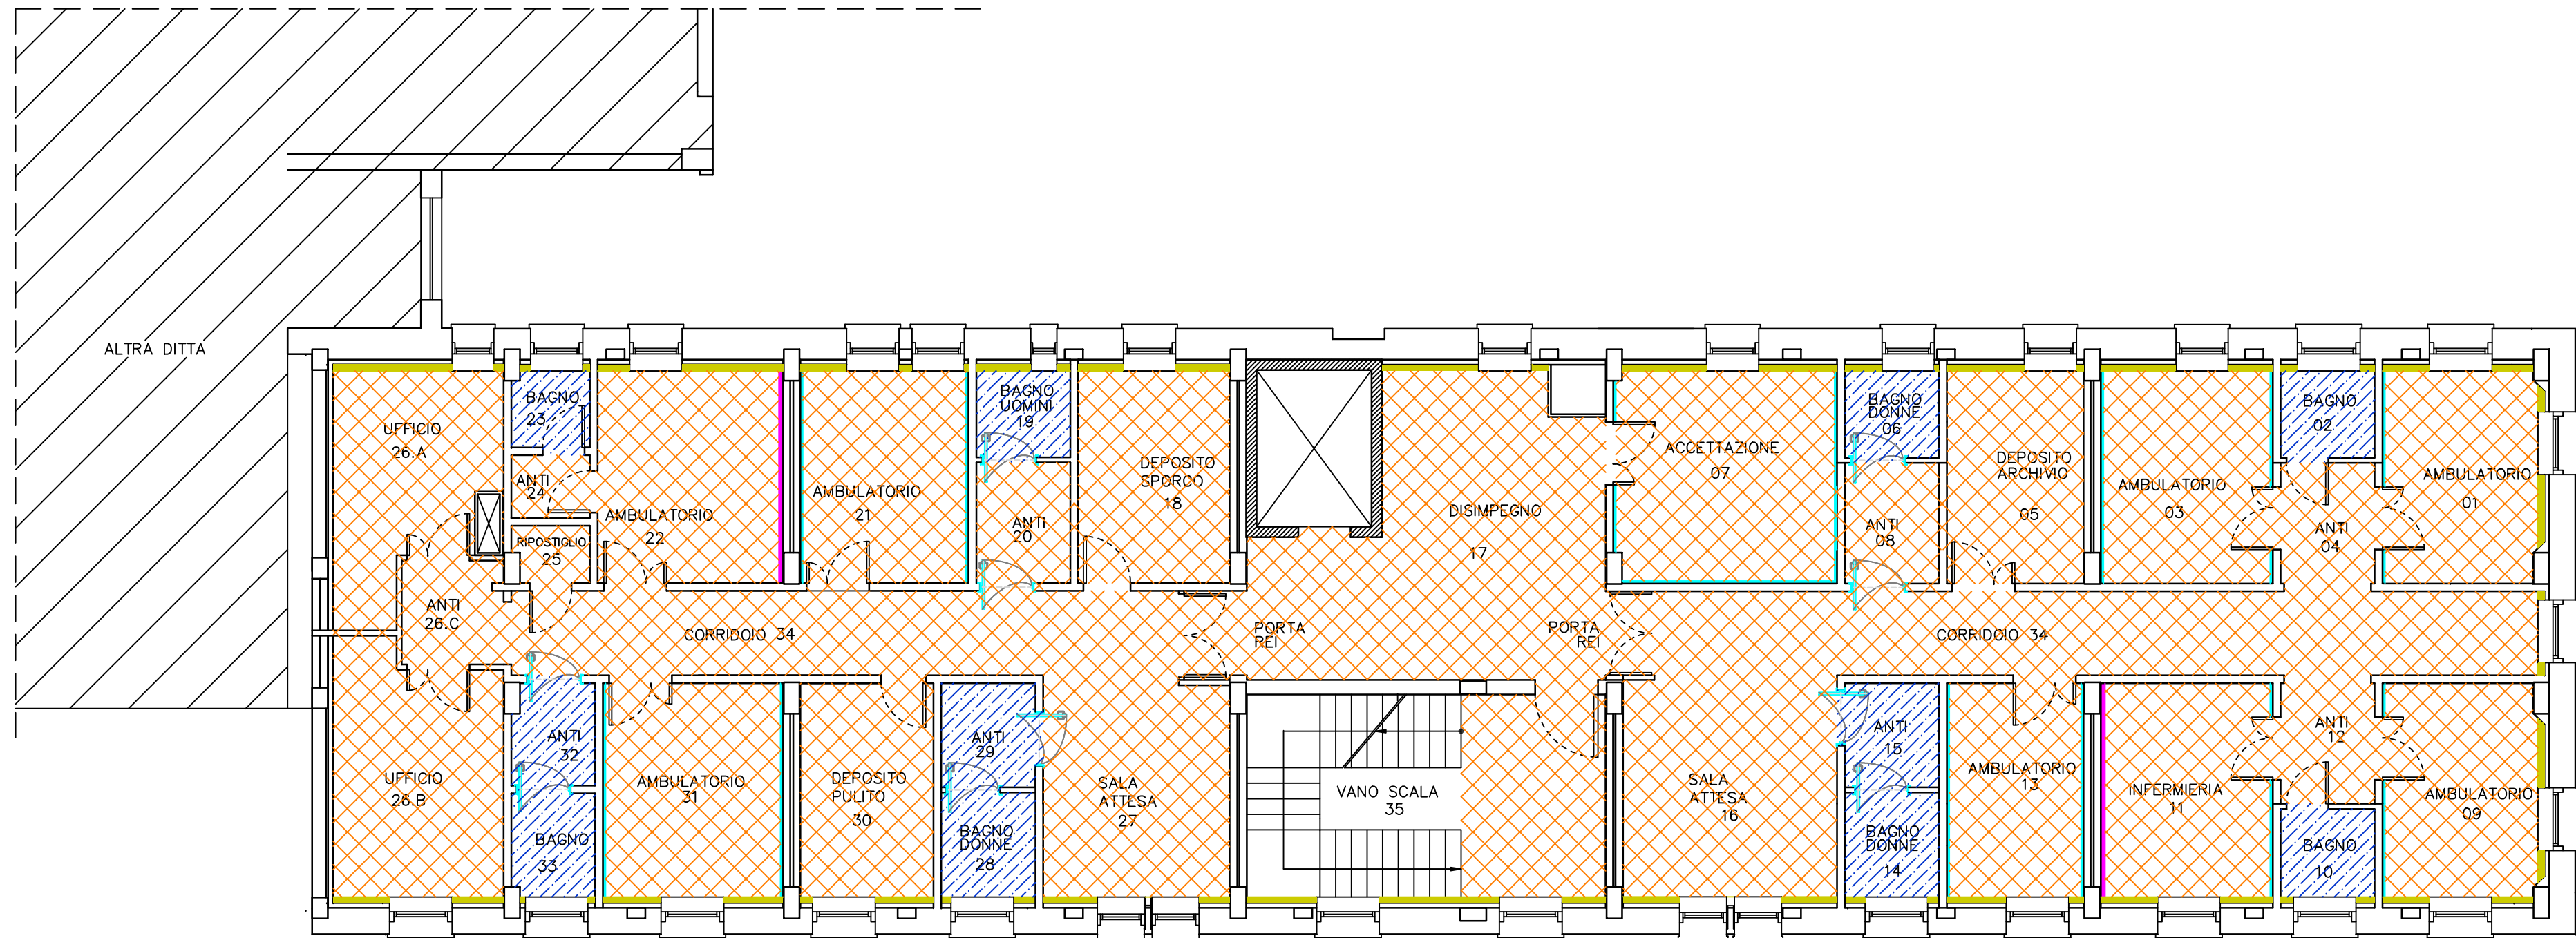 ALTRA DITTA
UFFICIO
26.A
BAGNO
23
ANTI
24
RIPOSTIGLIO
25
AMBULATORIO
22
AMBULATORIO
21
BAGNO
UOMINI
19
ANTI
20
DEPOSITO
SPORCO
18
DISIMPEGNO
17
ACCETTAZIONE
07
BAGNO
DONNE
06
ANTI
08
DEPOSITO
ARCHIVIO
05
AMBULATORIO
03
BAGNO
02
ANTI
04
AMBULATORIO
01
ANTI
26.C
CORRIDOIO 34
PORTA
REI
PORTA
REI
CORRIDOIO 34
UFFICIO
26.B
ANTI
32
BAGNO
33
AMBULATORIO
31
DEPOSITO
PULITO
30
ANTI
29
BAGNO
DONNE
28
SALA
ATTESA
27
VANO SCALA
35
SALA
ATTESA
16
ANTI
15
BAGNO
DONNE
14
AMBULATORIO
13
INFERMIERIA
11
ANTI
12
BAGNO
10
AMBULATORIO
09